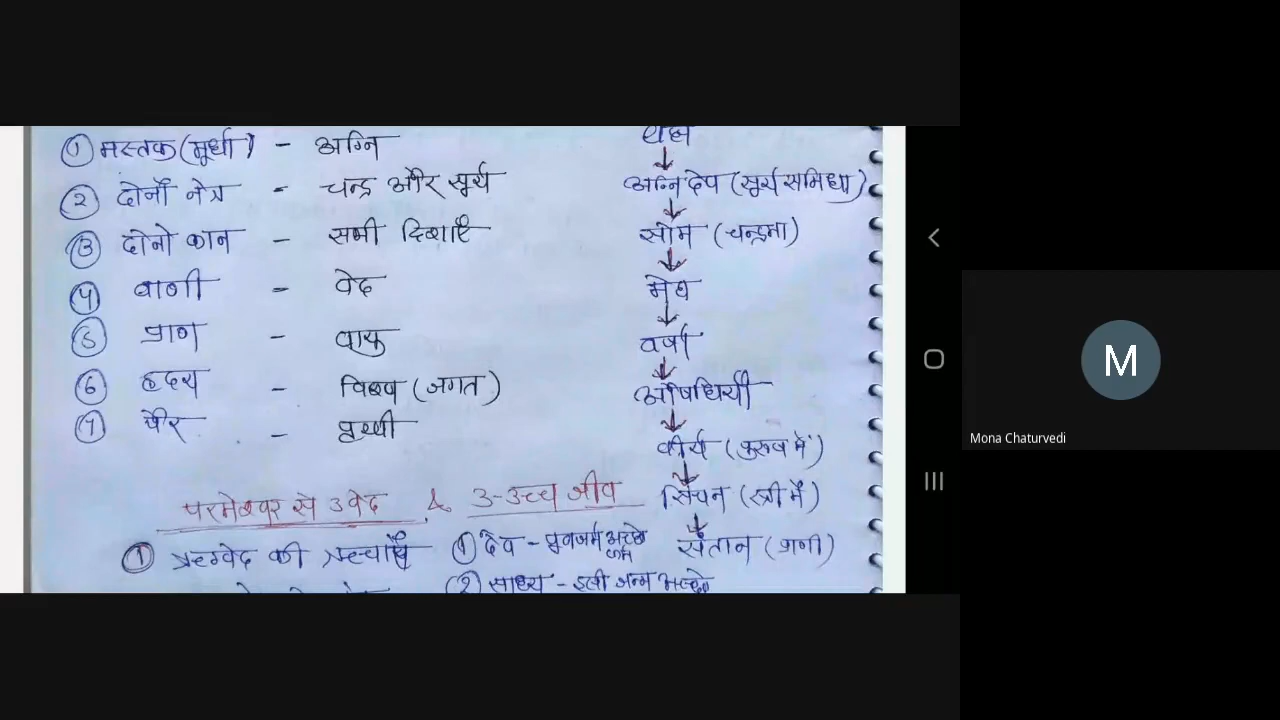 ① मस्तक (मूर्धा) - अग्नि
② दोनों नेत्र - चन्द्र और सूर्य
③ दोनो कान - सभी दिशाएँ
④ वाणी - वेद
⑤ प्राण - वायु
⑥ हृदय - विश्व (जगत)
⑦ पैर - पृथ्वी
↓
अग्नि देव (सूर्य समिधा)
↓
सोम (चन्द्रमा)
↓
मेघ
↓
वर्षा
↓
औषधियाँ
↓
वीर्य (पुरुष में)
↓
सिंचन (स्त्री में)
↓
संतान (प्राणी)
परमेश्वर से 3 वेद & 3-उच्च जीव
① ऋग्वेद की ऋचाएँ
① देव - पूर्वजन्म अच्छे कर्म
② साध्य - इसी जन्म अच्छे
M
Mona Chaturvedi